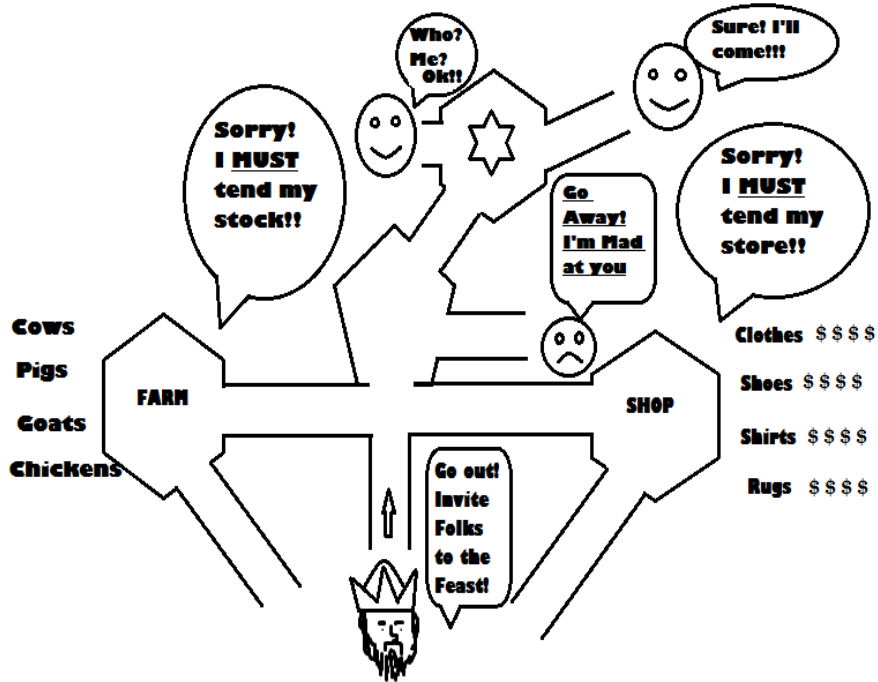 Who?
Me?
Ok!!
Sure! I'll
come!!!
Sorry!
I MUST
tend my
stock!!
Go
Away!
I'm Mad
at you
Sorry!
I MUST
tend my
store!!
Cows
Pigs
Goats
Chickens
FARM
SHOP
Clothes $$$$
Shoes $$$$
Shirts $$$$
Rugs $$$$
Go out!
Invite
Folks
to the
Feast!